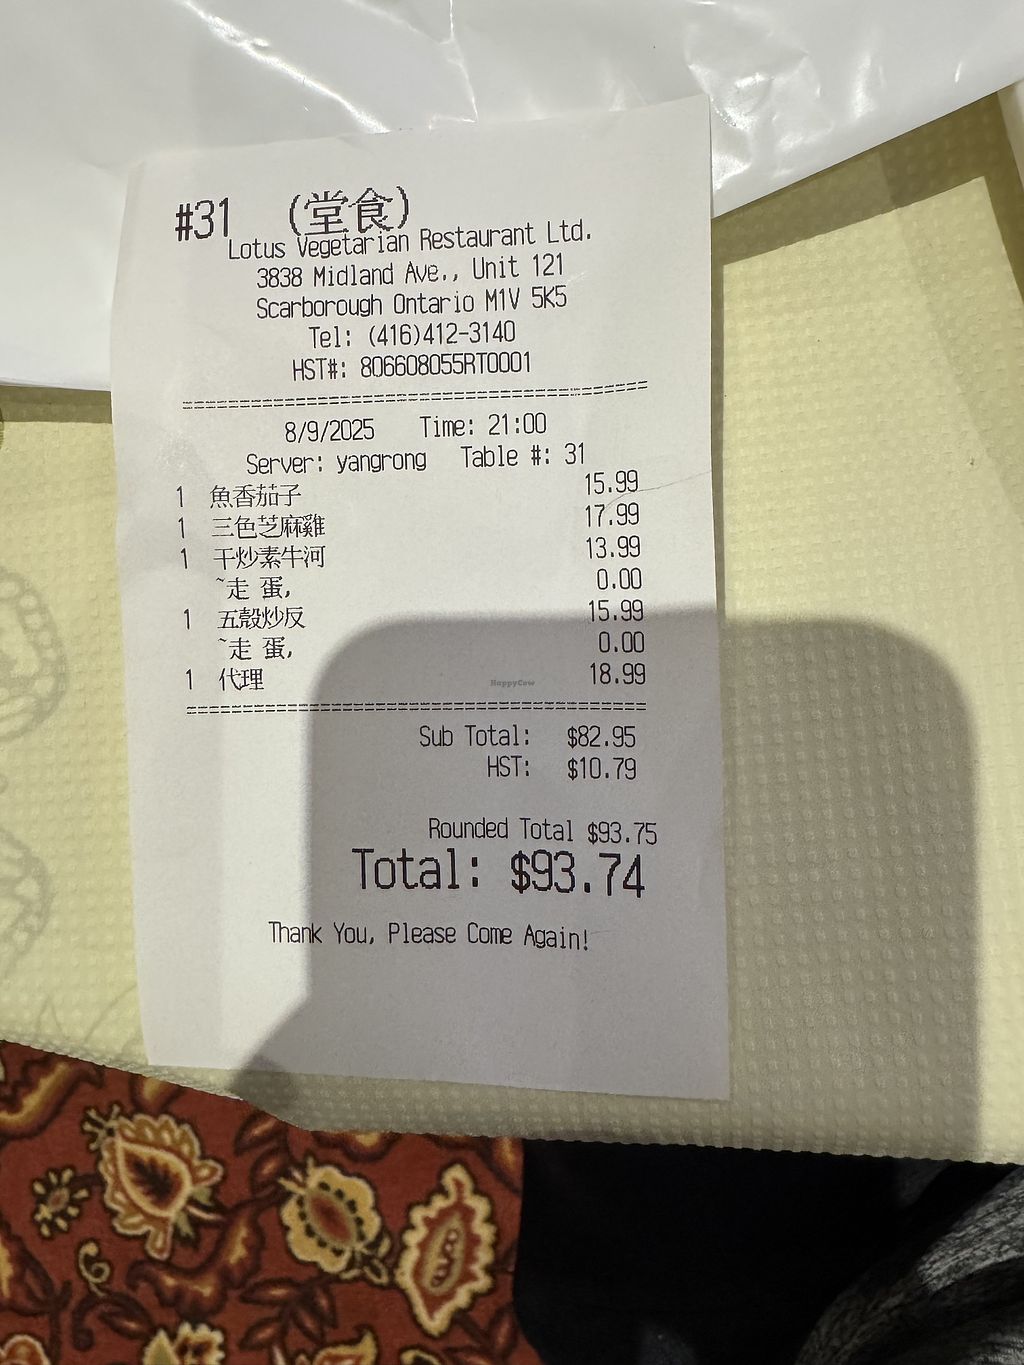 #31 (堂食)
Lotus Vegetarian Restaurant Ltd.
3838 Midland Ave., Unit 121
Scarborough Ontario M1V 5K5
Tel: (416)412-3140
HST#: 806608055RT0001
8/9/2025 Time: 21:00
Server: yangrong Table #: 31
1 魚香茄子 15.99
1 三色芝麻雞 17.99
1 干炒素牛河 13.99
~走 蛋, 0.00
1 五殼炒反 15.99
~走 蛋, 0.00
1 代理 18.99
HappyCow
Sub Total: $82.95
HST: $10.79
Rounded Total $93.75
Total: $93.74
Thank You, Please Come Again!